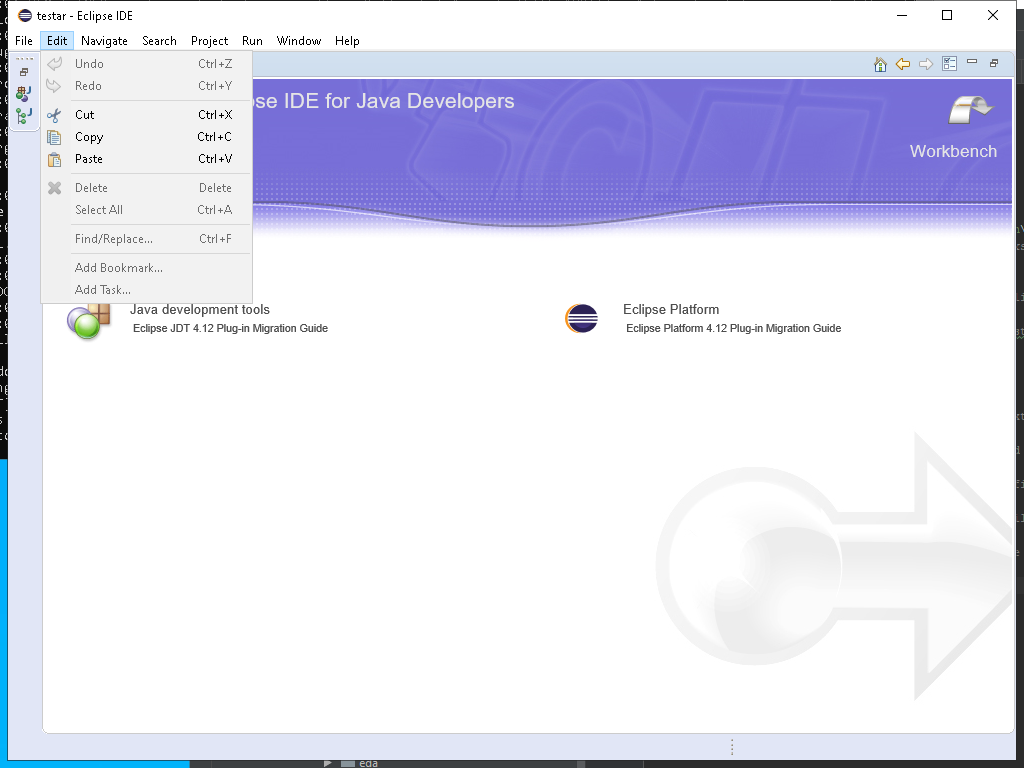 testar - Eclipse IDE
File Edit Navigate Search Project Run Window Help
Undo Ctrl+Z
Redo Ctrl+Y
Cut Ctrl+X
Copy Ctrl+C
Paste Ctrl+V
Delete Delete
Select All Ctrl+A
Find/Replace... Ctrl+F
Add Bookmark...
Add Task...
se IDE for Java Developers
Workbench
Java development tools
Eclipse JDT 4.12 Plug-in Migration Guide
Eclipse Platform
Eclipse Platform 4.12 Plug-in Migration Guide
eda